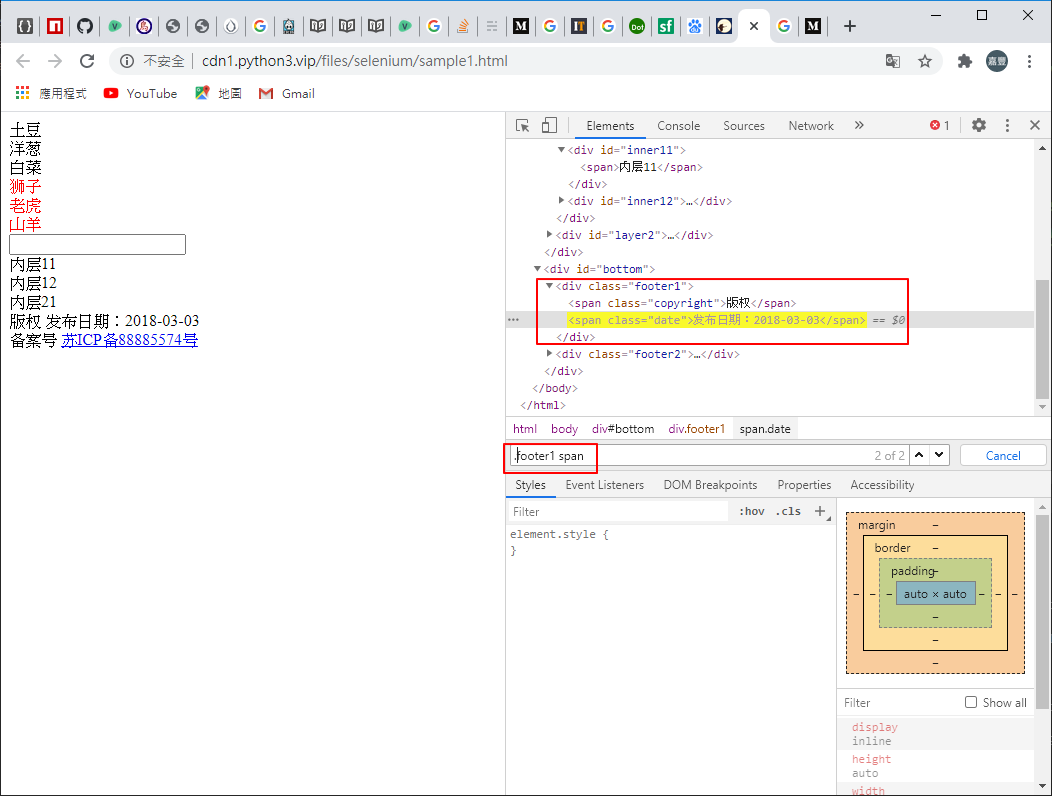 不安全 cdn1.python3.vip/files/selenium/sample1.html 嘉豐
應用程式 YouTube 地圖 Gmail
土豆
洋葱
白菜
狮子
老虎
山羊
内层11
内层12
内层21
版权 发布日期：2018-03-03
备案号 苏ICP备88885574号
Elements Console Sources Network » 1
▼<div id="inner11">
<span>内层11</span>
</div>
▶<div id="inner12">…</div>
</div>
▶<div id="layer2">…</div>
</div>
▼<div id="bottom">
▼<div class="footer1">
<span class="copyright">版权</span>
<span class="date">发布日期：2018-03-03</span> == $0
</div>
▶<div class="footer2">…</div>
</div>
</body>
</html>
html body div#bottom div.footer1 span.date
.footer1 span 2 of 2 Cancel
Styles Event Listeners DOM Breakpoints Properties Accessibility
Filter :hov .cls +
element.style {
}
margin –
border –
padding –
– – – auto × auto – – –
–
–
–
Filter Show all
display
inline
height
auto
width